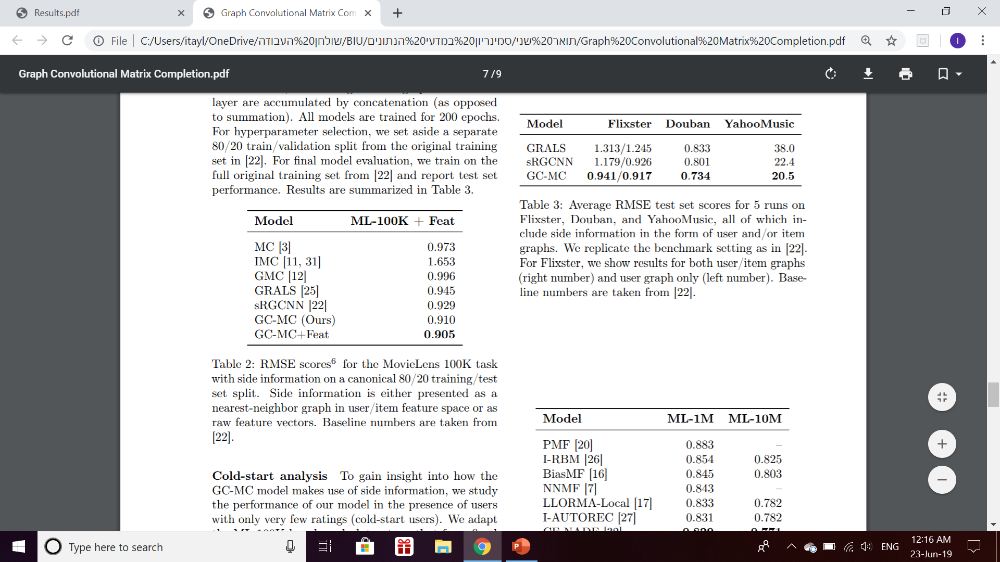 Results.pdf
Graph Convolutional Matrix Com
File
C:/Users/itayl/OneDrive/שולחן%20העבודה/BIU/תואר%20שני/סמינריון%20במדעי%20הנתונים/Graph%20Convolutional%20Matrix%20Completion.pdf
I
Graph Convolutional Matrix Completion.pdf
7 / 9
layer are accumulated by concatenation (as opposed
to summation). All models are trained for 200 epochs.
For hyperparameter selection, we set aside a separate
80/20 train/validation split from the original training
set in [22]. For final model evaluation, we train on the
full original training set from [22] and report test set
performance. Results are summarized in Table 3.
Model ML-100K + Feat
MC [3] 0.973
IMC [11, 31] 1.653
GMC [12] 0.996
GRALS [25] 0.945
sRGCNN [22] 0.929
GC-MC (Ours) 0.910
GC-MC+Feat 0.905
Table 2: RMSE scores⁶ for the MovieLens 100K task
with side information on a canonical 80/20 training/test
set split. Side information is either presented as a
nearest-neighbor graph in user/item feature space or as
raw feature vectors. Baseline numbers are taken from
[22].
Cold-start analysis To gain insight into how the
GC-MC model makes use of side information, we study
the performance of our model in the presence of users
with only very few ratings (cold-start users). We adapt
Model Flixster Douban YahooMusic
GRALS 1.313/1.245 0.833 38.0
sRGCNN 1.179/0.926 0.801 22.4
GC-MC 0.941/0.917 0.734 20.5
Table 3: Average RMSE test set scores for 5 runs on
Flixster, Douban, and YahooMusic, all of which in-
clude side information in the form of user and/or item
graphs. We replicate the benchmark setting as in [22].
For Flixster, we show results for both user/item graphs
(right number) and user graph only (left number). Base-
line numbers are taken from [22].
Model ML-1M ML-10M
PMF [20] 0.883 –
I-RBM [26] 0.854 0.825
BiasMF [16] 0.845 0.803
NNMF [7] 0.843 –
LLORMA-Local [17] 0.833 0.782
I-AUTOREC [27] 0.831 0.782
Type here to search
P
ENG
12:16 AM
23-Jun-19